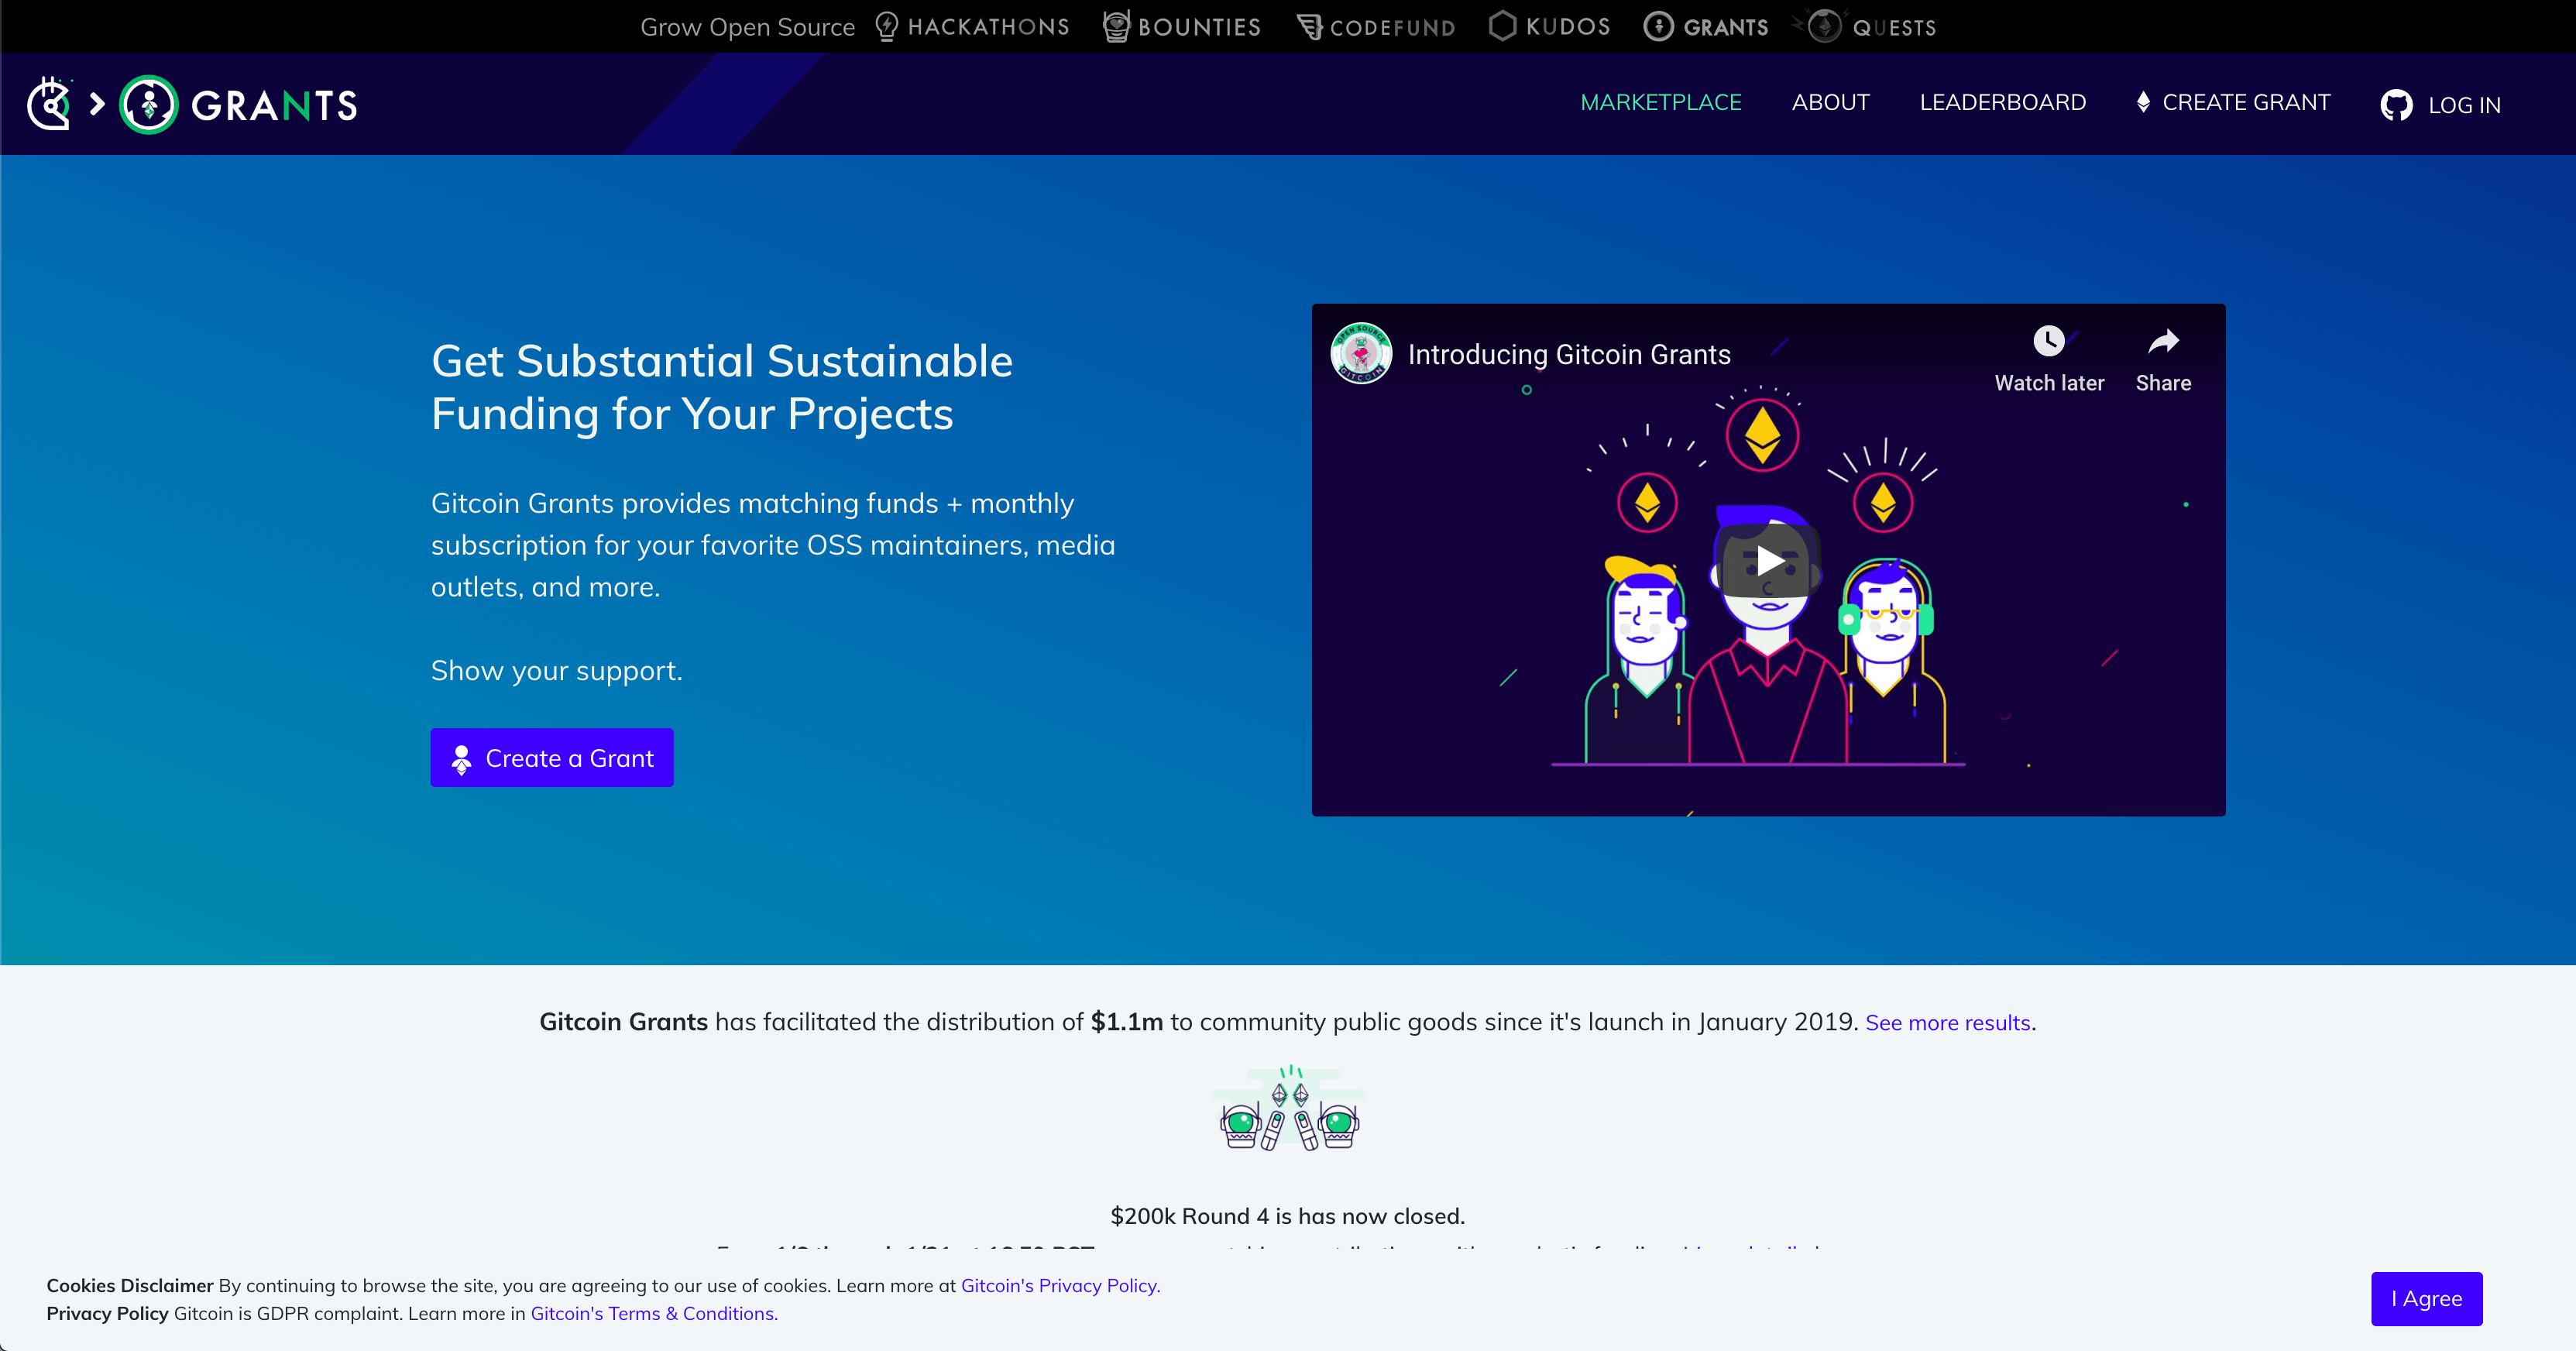 Grow Open Source HACKATHONS BOUNTIES CODEFUND KUDOS GRANTS QUESTS
GRANTS MARKETPLACE ABOUT LEADERBOARD CREATE GRANT LOG IN
Get Substantial Sustainable
Funding for Your Projects
Gitcoin Grants provides matching funds + monthly
subscription for your favorite OSS maintainers, media
outlets, and more.
Show your support.
Create a Grant
OPEN SOURCE
GITCOIN
Introducing Gitcoin Grants
Watch later Share
Gitcoin Grants has facilitated the distribution of $1.1m to community public goods since it's launch in January 2019. See more results.
$200k Round 4 is has now closed.
Cookies Disclaimer By continuing to browse the site, you are agreeing to our use of cookies. Learn more at Gitcoin's Privacy Policy.
Privacy Policy Gitcoin is GDPR complaint. Learn more in Gitcoin's Terms & Conditions.
I Agree